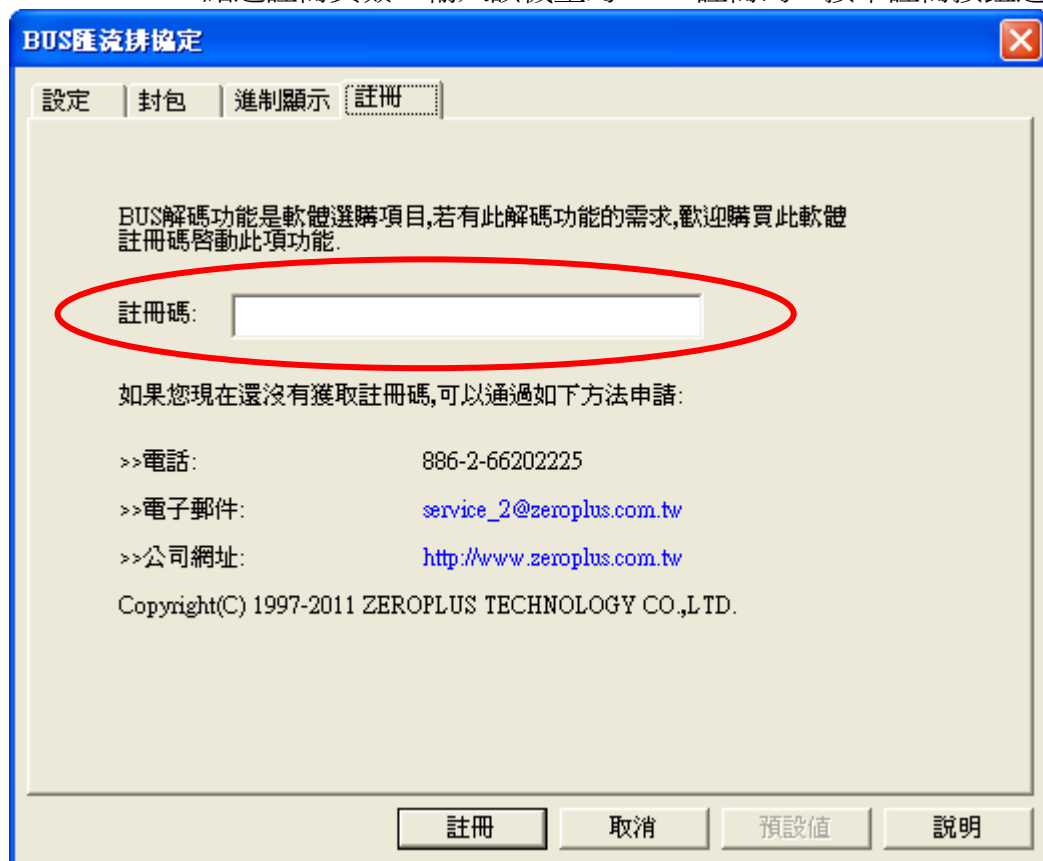 BUS匯流排協定
設定 封包 進制顯示 註冊
BUS解碼功能是軟體選購項目,若有此解碼功能的需求,歡迎購買此軟體
註冊碼啓動此項功能.
註冊碼:
如果您現在還沒有獲取註冊碼,可以通過如下方法申請:
>>電話: 886-2-66202225
>>電子郵件: service_2@zeroplus.com.tw
>>公司網址: http://www.zeroplus.com.tw
Copyright(C) 1997-2011 ZEROPLUS TECHNOLOGY CO.,LTD.
註冊 取消 預設值 說明